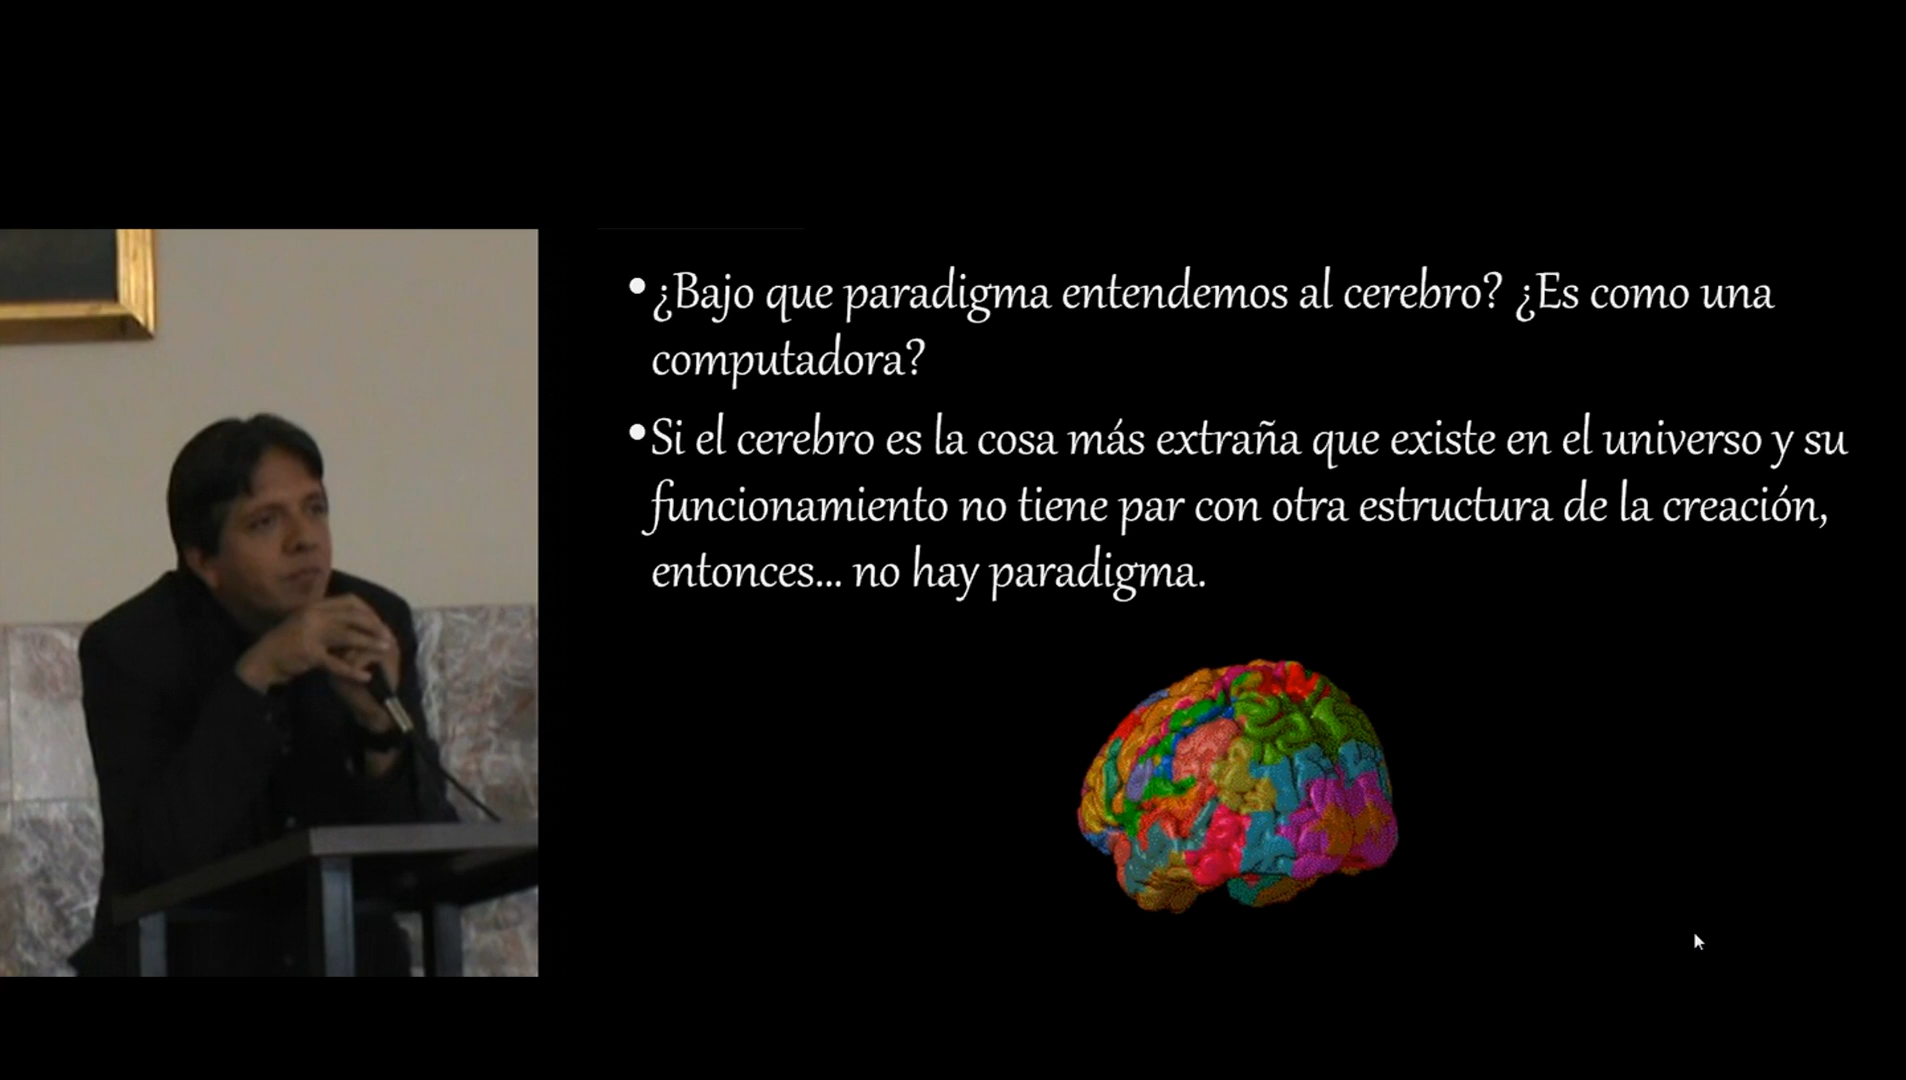 • ¿Bajo que paradigma entendemos al cerebro? ¿Es como una
computadora?
• Si el cerebro es la cosa más extraña que existe en el universo y su
funcionamiento no tiene par con otra estructura de la creación,
entonces... no hay paradigma.